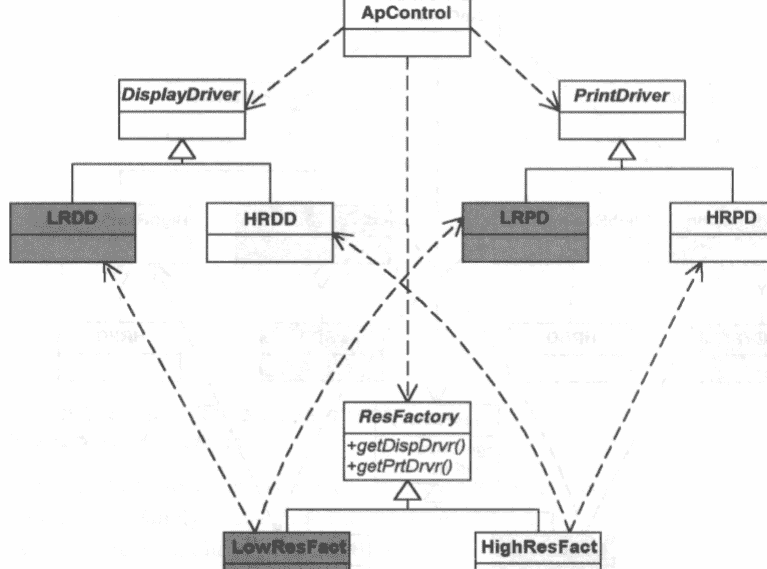 ApControl
DisplayDriver
PrintDriver
LRDD
HRDD
LRPD
HRPD
ResFactory
+getDispDrvr()
+getPrtDrvr()
LowResFact
HighResFact